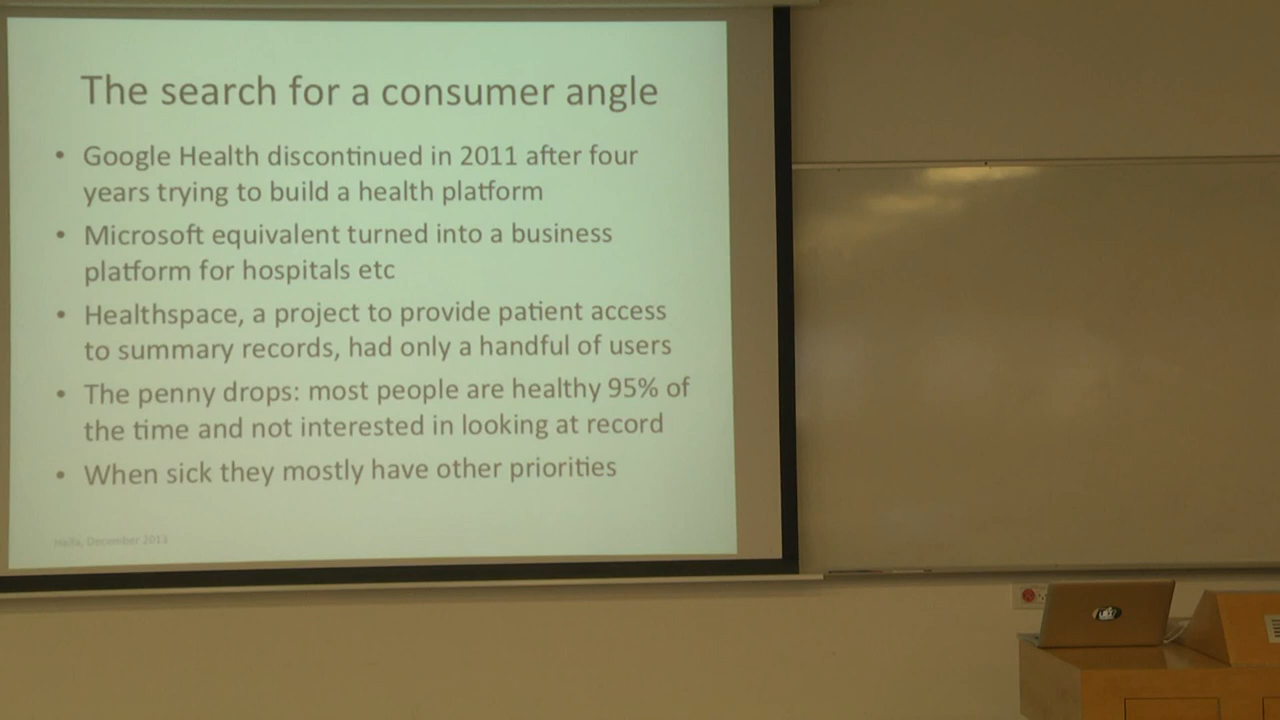 The search for a consumer angle
• Google Health discontinued in 2011 after four
years trying to build a health platform
• Microsoft equivalent turned into a business
platform for hospitals etc
• Healthspace, a project to provide patient access
to summary records, had only a handful of users
• The penny drops: most people are healthy 95% of
the time and not interested in looking at record
• When sick they mostly have other priorities
December